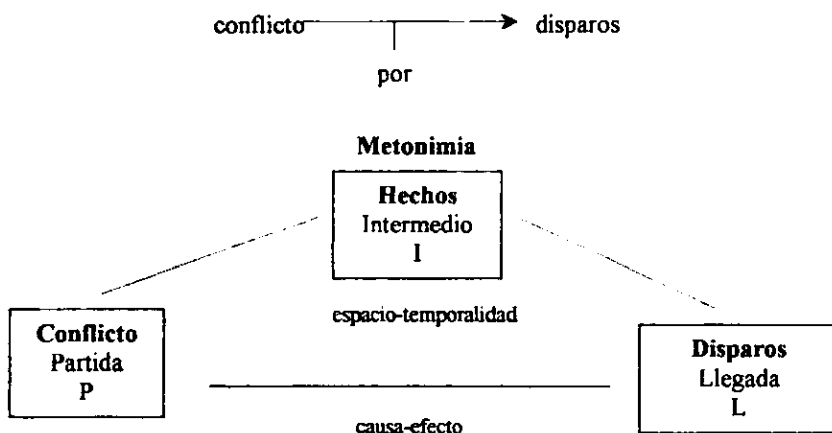 conflicto disparos
por
Metonimia
Hechos
Intermedio
I
espacio-temporalidad
Conflicto
Partida
P
Disparos
Llegada
L
causa-efecto